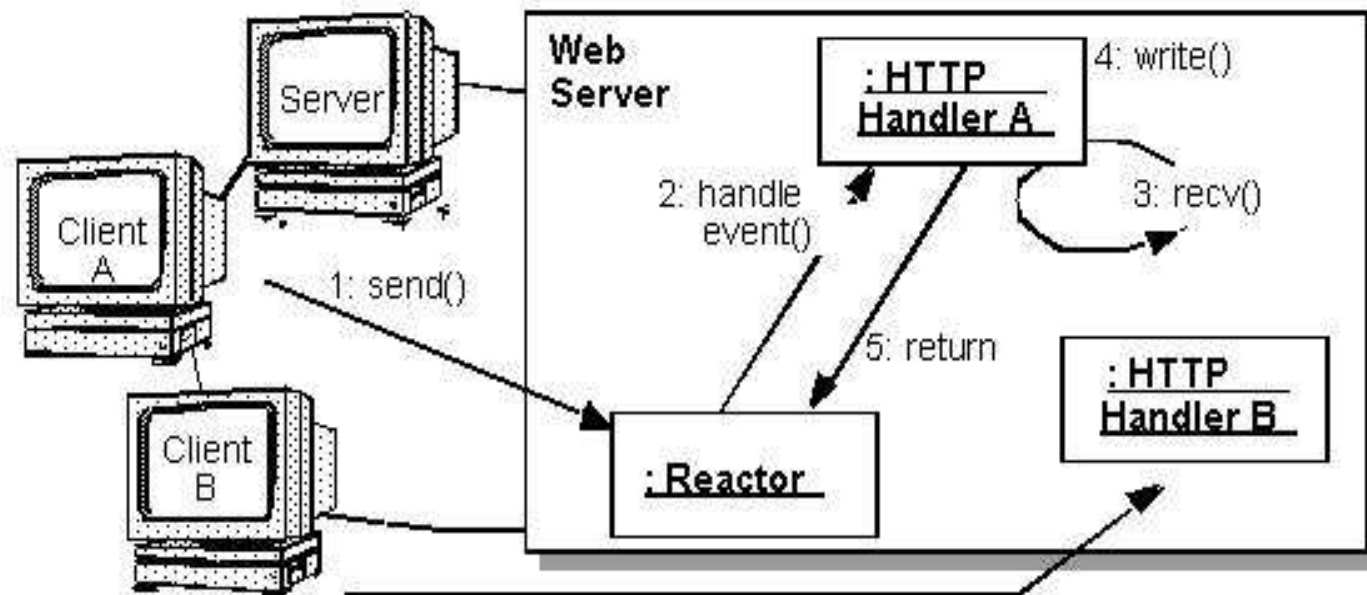 Web
Server
: HTTP
Handler A
4: write()
Server
2: handle
event()
3: recv()
Client
A
1: send()
5: return
: HTTP
Handler B
Client
B
: Reactor